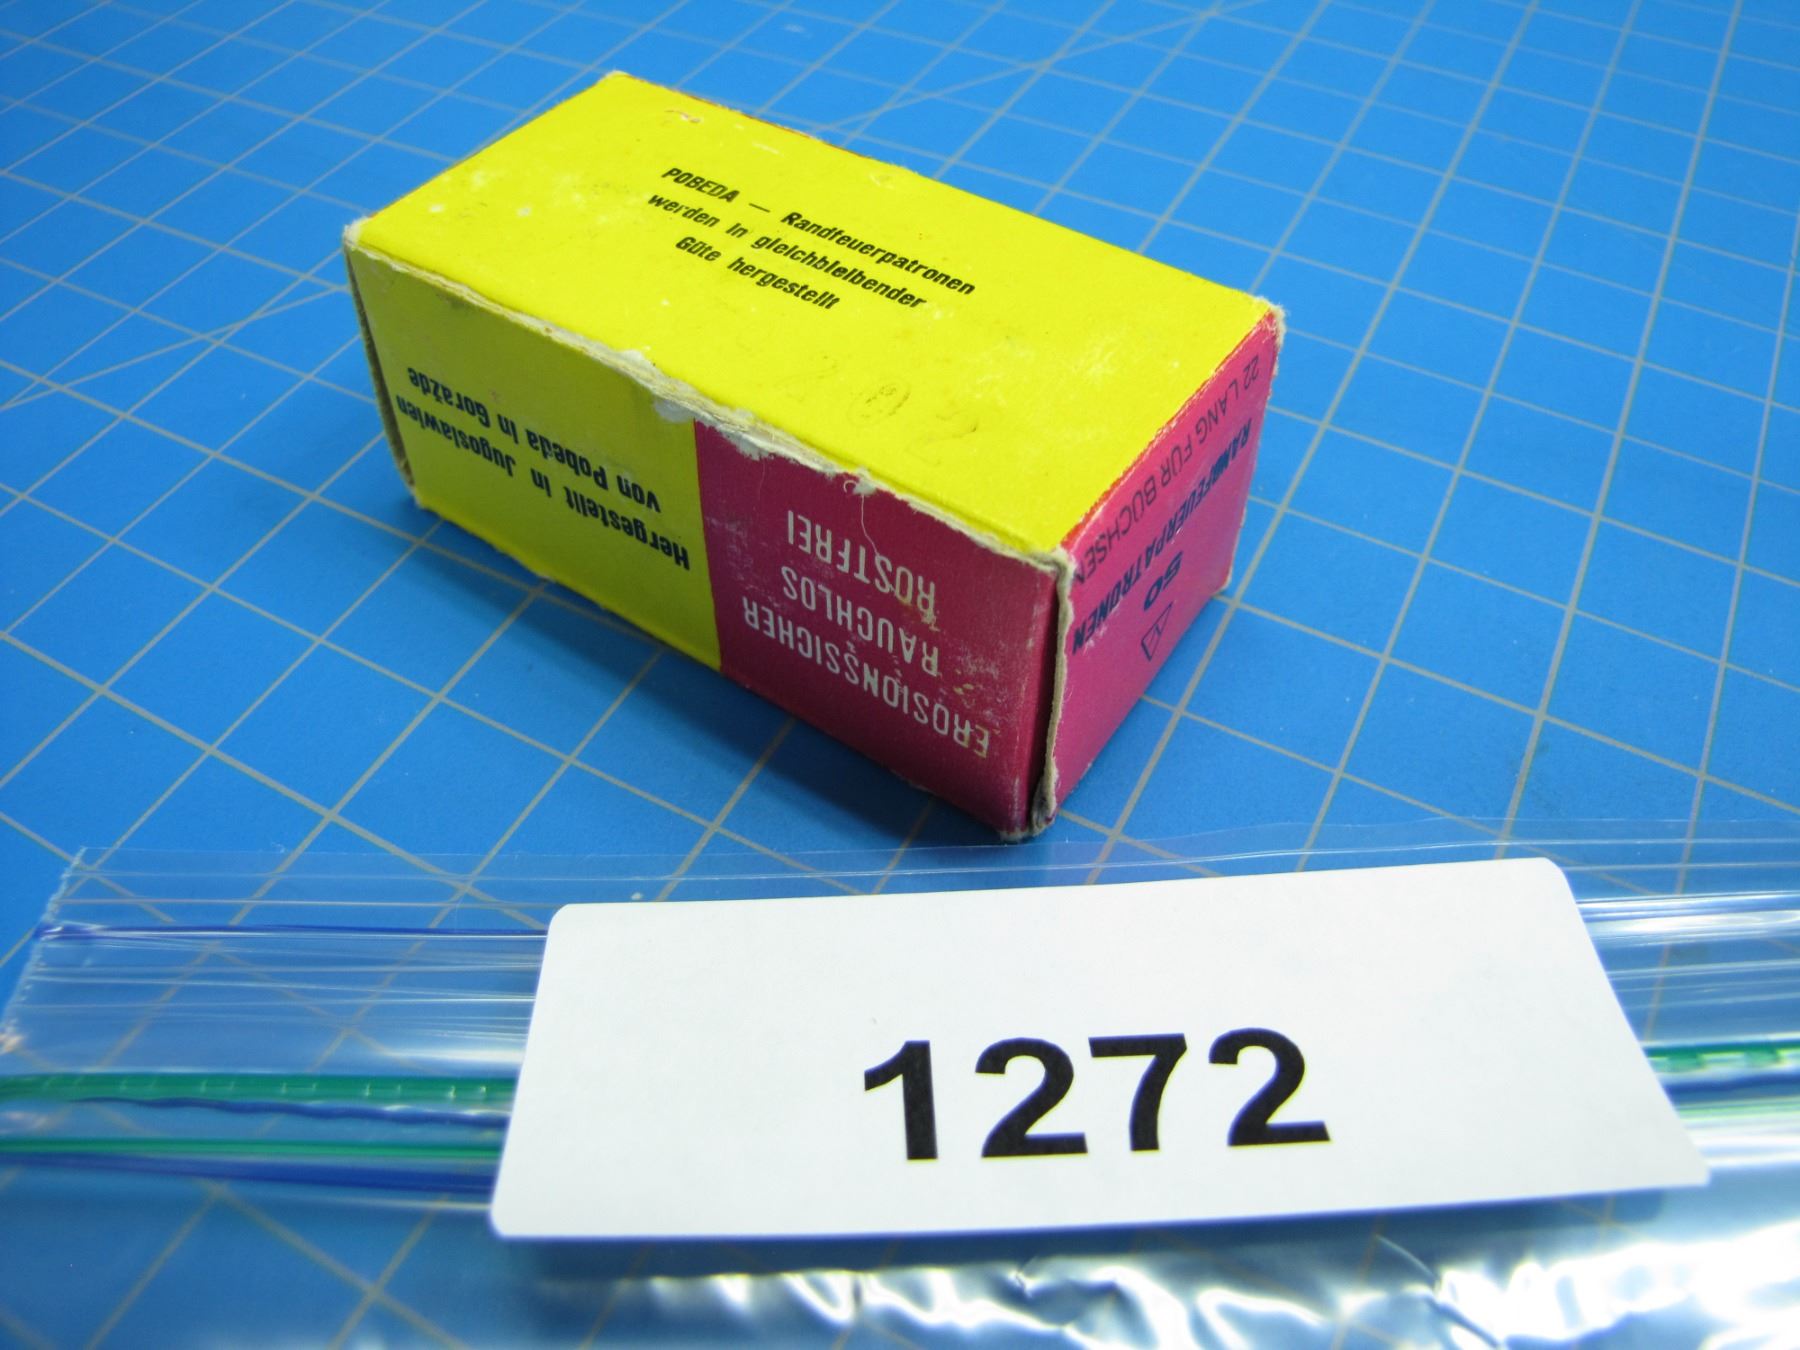 POBEDA — Randfeuerpatronen
werden in gleichbleibender
Güte hergestellt
Hergestellt in Jugoslawien
von Pobeda in Goražde
EROSIONSSICHER
RAUCHLOS
ROSTFREI
50
RANDFEUERPATRONEN
22 LANG FÜR BÜCHSEN
1272